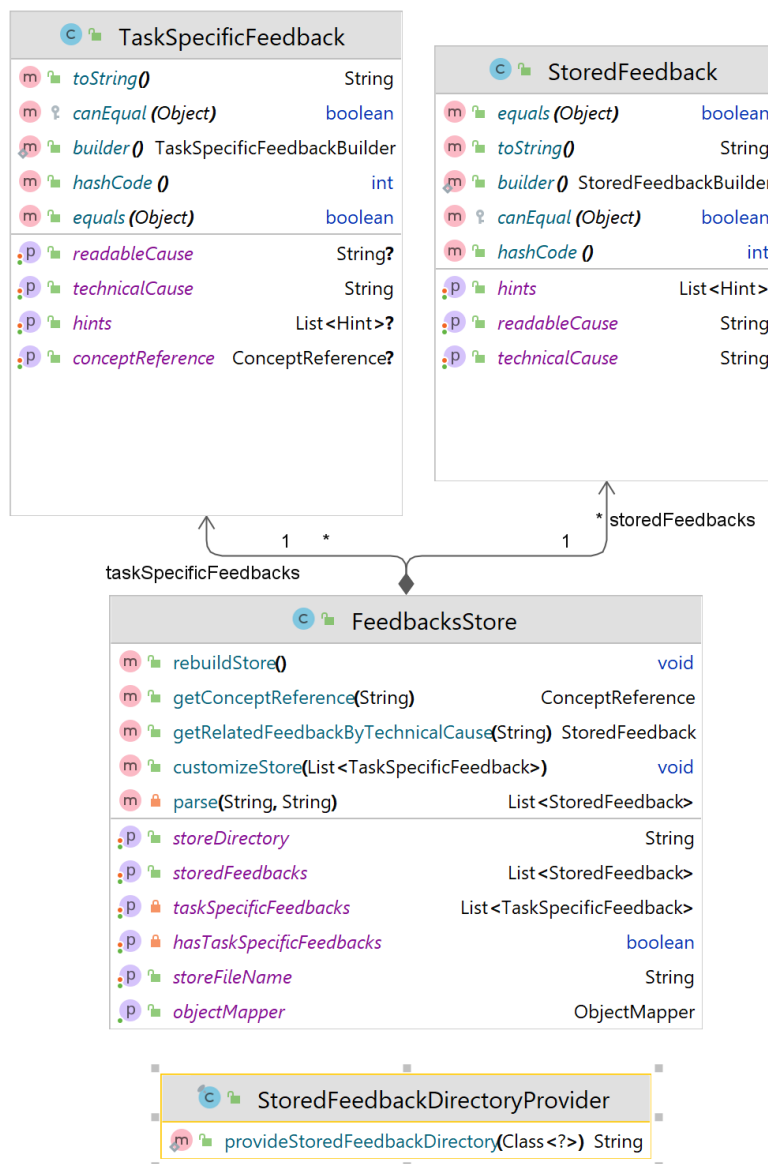 TaskSpecificFeedback
m toString() String
m canEqual (Object) boolean
m builder() TaskSpecificFeedbackBuilder
m hashCode () int
m equals (Object) boolean
p readableCause String?
p technicalCause String
p hints List<Hint>?
p conceptReference ConceptReference?
C StoredFeedback
m equals (Object) boolean
m toString() String
m builder() StoredFeedbackBuilder
m canEqual (Object) boolean
m hashCode () int
p hints List<Hint>
p readableCause String
p technicalCause String
1 *
taskSpecificFeedbacks
1
* storedFeedbacks
C FeedbacksStore
m rebuildStore() void
m getConceptReference(String) ConceptReference
m getRelatedFeedbackByTechnicalCause(String) StoredFeedback
m customizeStore(List<TaskSpecificFeedback>) void
m parse(String, String) List<StoredFeedback>
p storeDirectory String
p storedFeedbacks List<StoredFeedback>
p taskSpecificFeedbacks List<TaskSpecificFeedback>
p hasTaskSpecificFeedbacks boolean
p storeFileName String
p objectMapper ObjectMapper
C StoredFeedbackDirectoryProvider
m provideStoredFeedbackDirectory(Class<?>) String